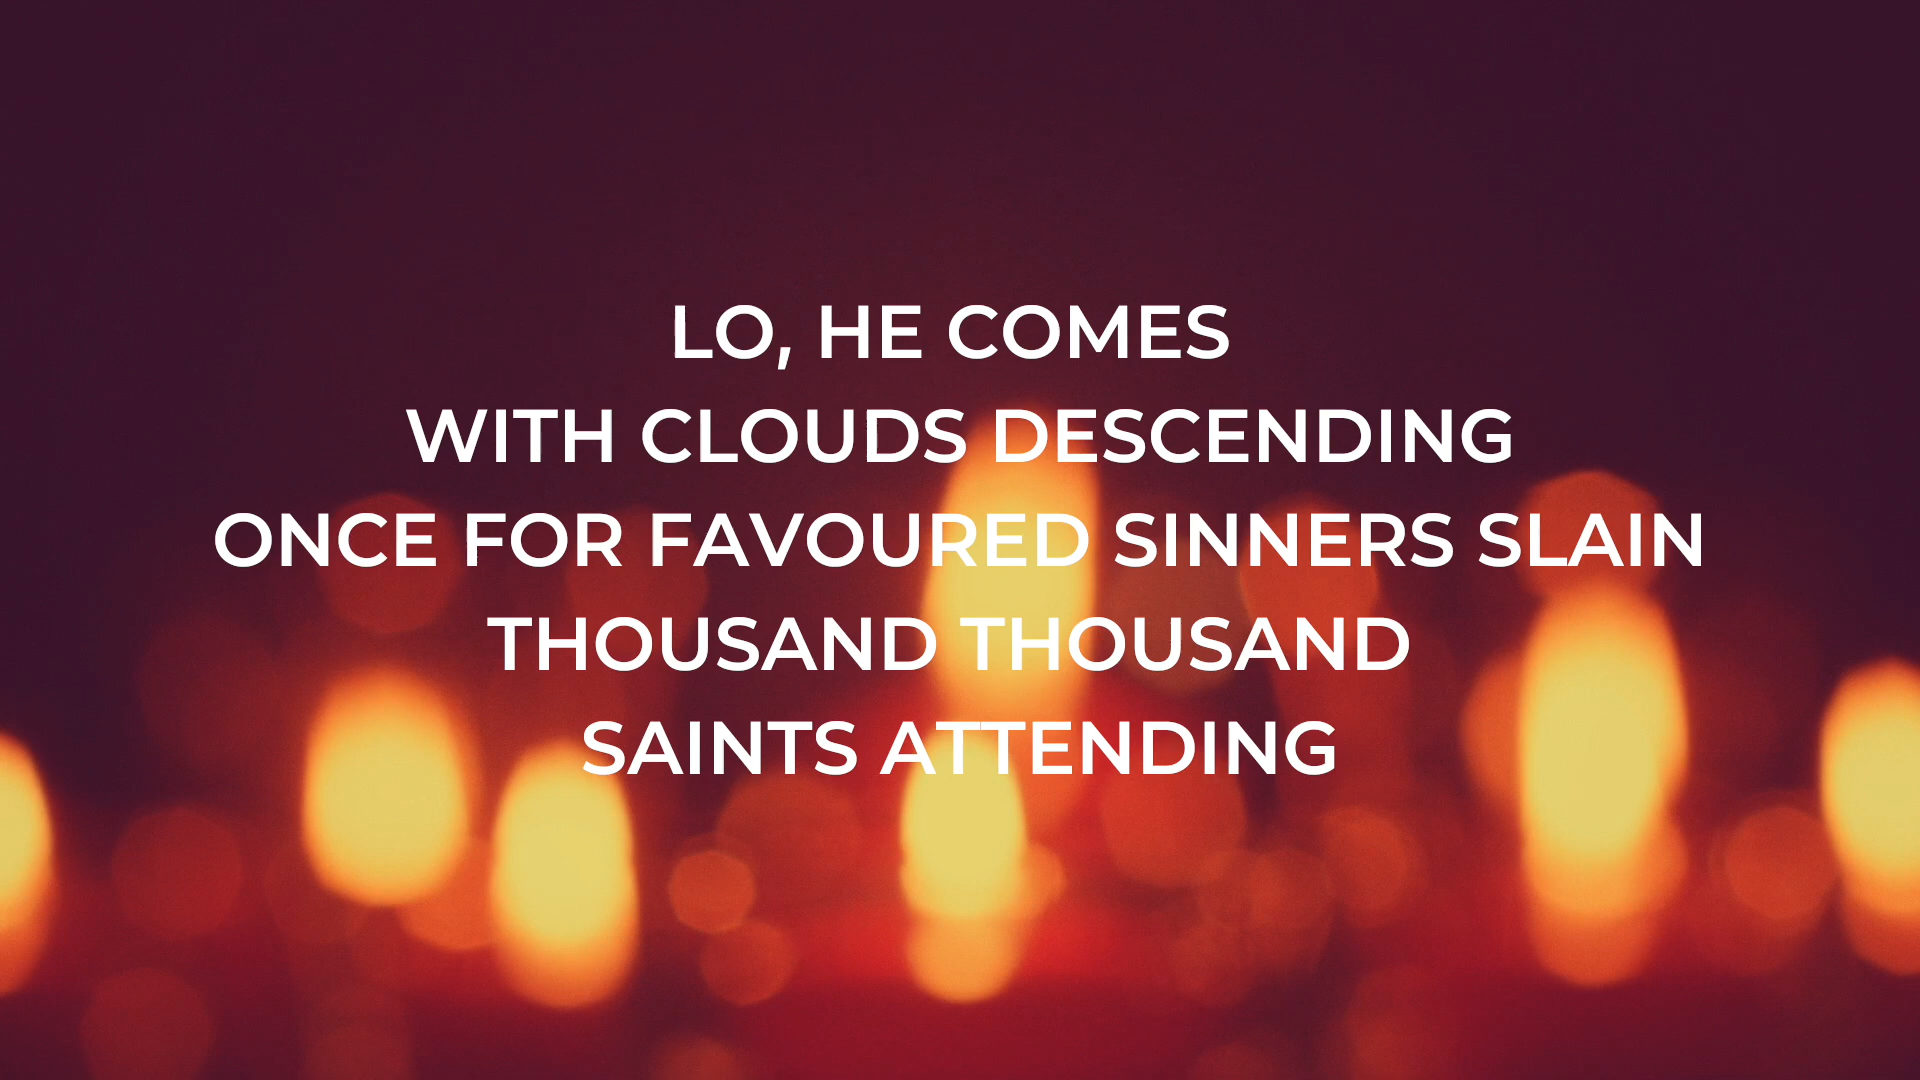 LO, HE COMES
WITH CLOUDS DESCENDING
ONCE FOR FAVOURED SINNERS SLAIN
THOUSAND THOUSAND
SAINTS ATTENDING